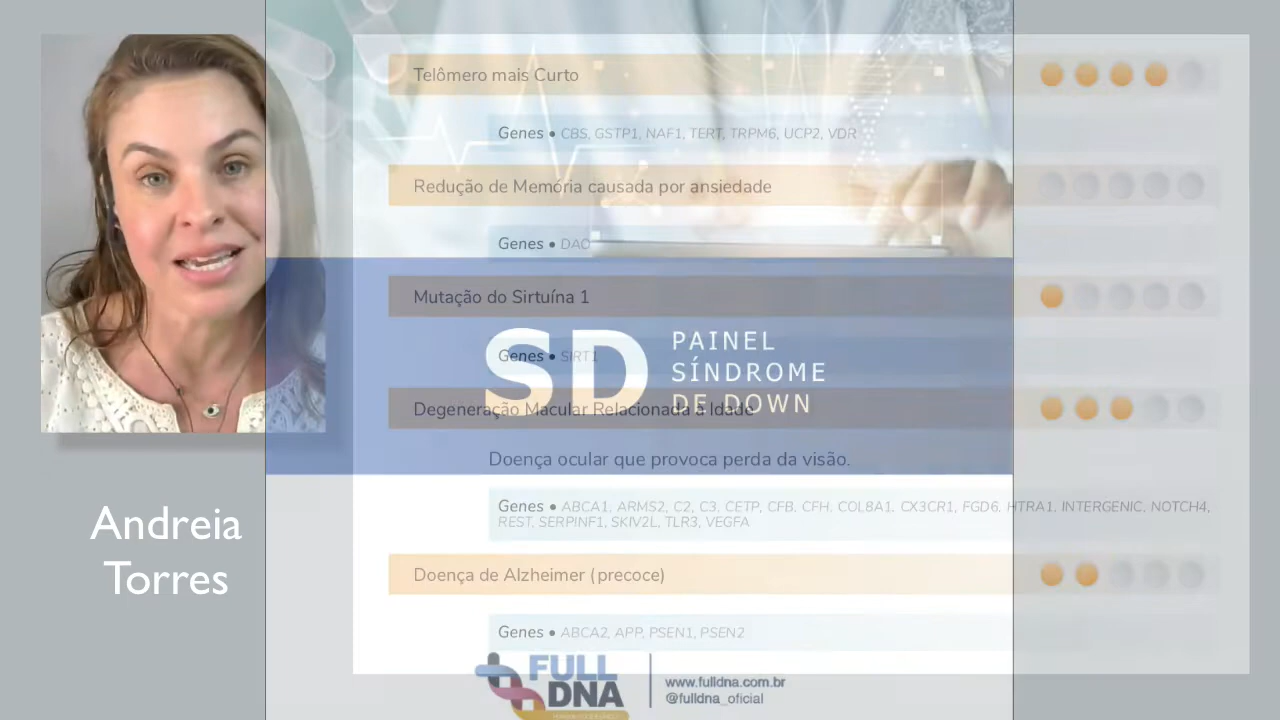 Telômero mais Curto
Genes • CBS, GSTP1, NAF1, TERT, TRPM6, UCP2, VDR
Redução de Memória causada por ansiedade
Genes • DAO
Mutação do Sirtuína 1
Genes • SIRT1
SD PAINEL
SÍNDROME
DE DOWN
Degeneração Macular Relacionada à Idade
Doença ocular que provoca perda da visão.
Genes • ABCA1, ARMS2, C2, C3, CETP, CFB, CFH, COL8A1, CX3CR1, FGD6, HTRA1, INTERGENIC, NOTCH4,
REST, SERPINF1, SKIV2L, TLR3, VEGFA
Andreia
Torres
Doença de Alzheimer (precoce)
Genes • ABCA2, APP, PSEN1, PSEN2
FULL
DNA
www.fulldna.com.br
@fulldna_oficial